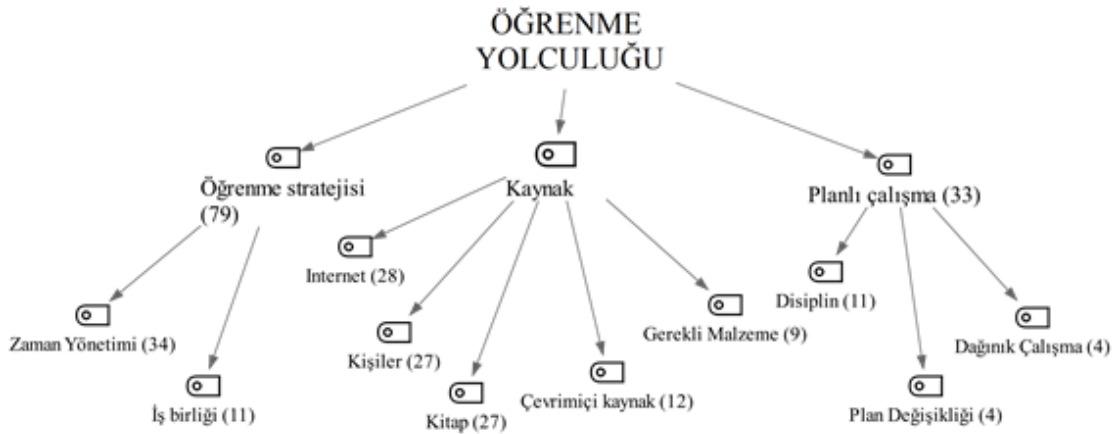 ÖĞRENME
YOLCULUĞU
Öğrenme stratejisi
(79)
Kaynak
Planlı çalışma (33)
Internet (28)
Disiplin (11)
Zaman Yönetimi (34)
Kişiler (27)
Gerekli Malzeme (9)
Dağınık Çalışma (4)
İş birliği (11)
Kitap (27)
Çevrimiçi kaynak (12)
Plan Değişikliği (4)